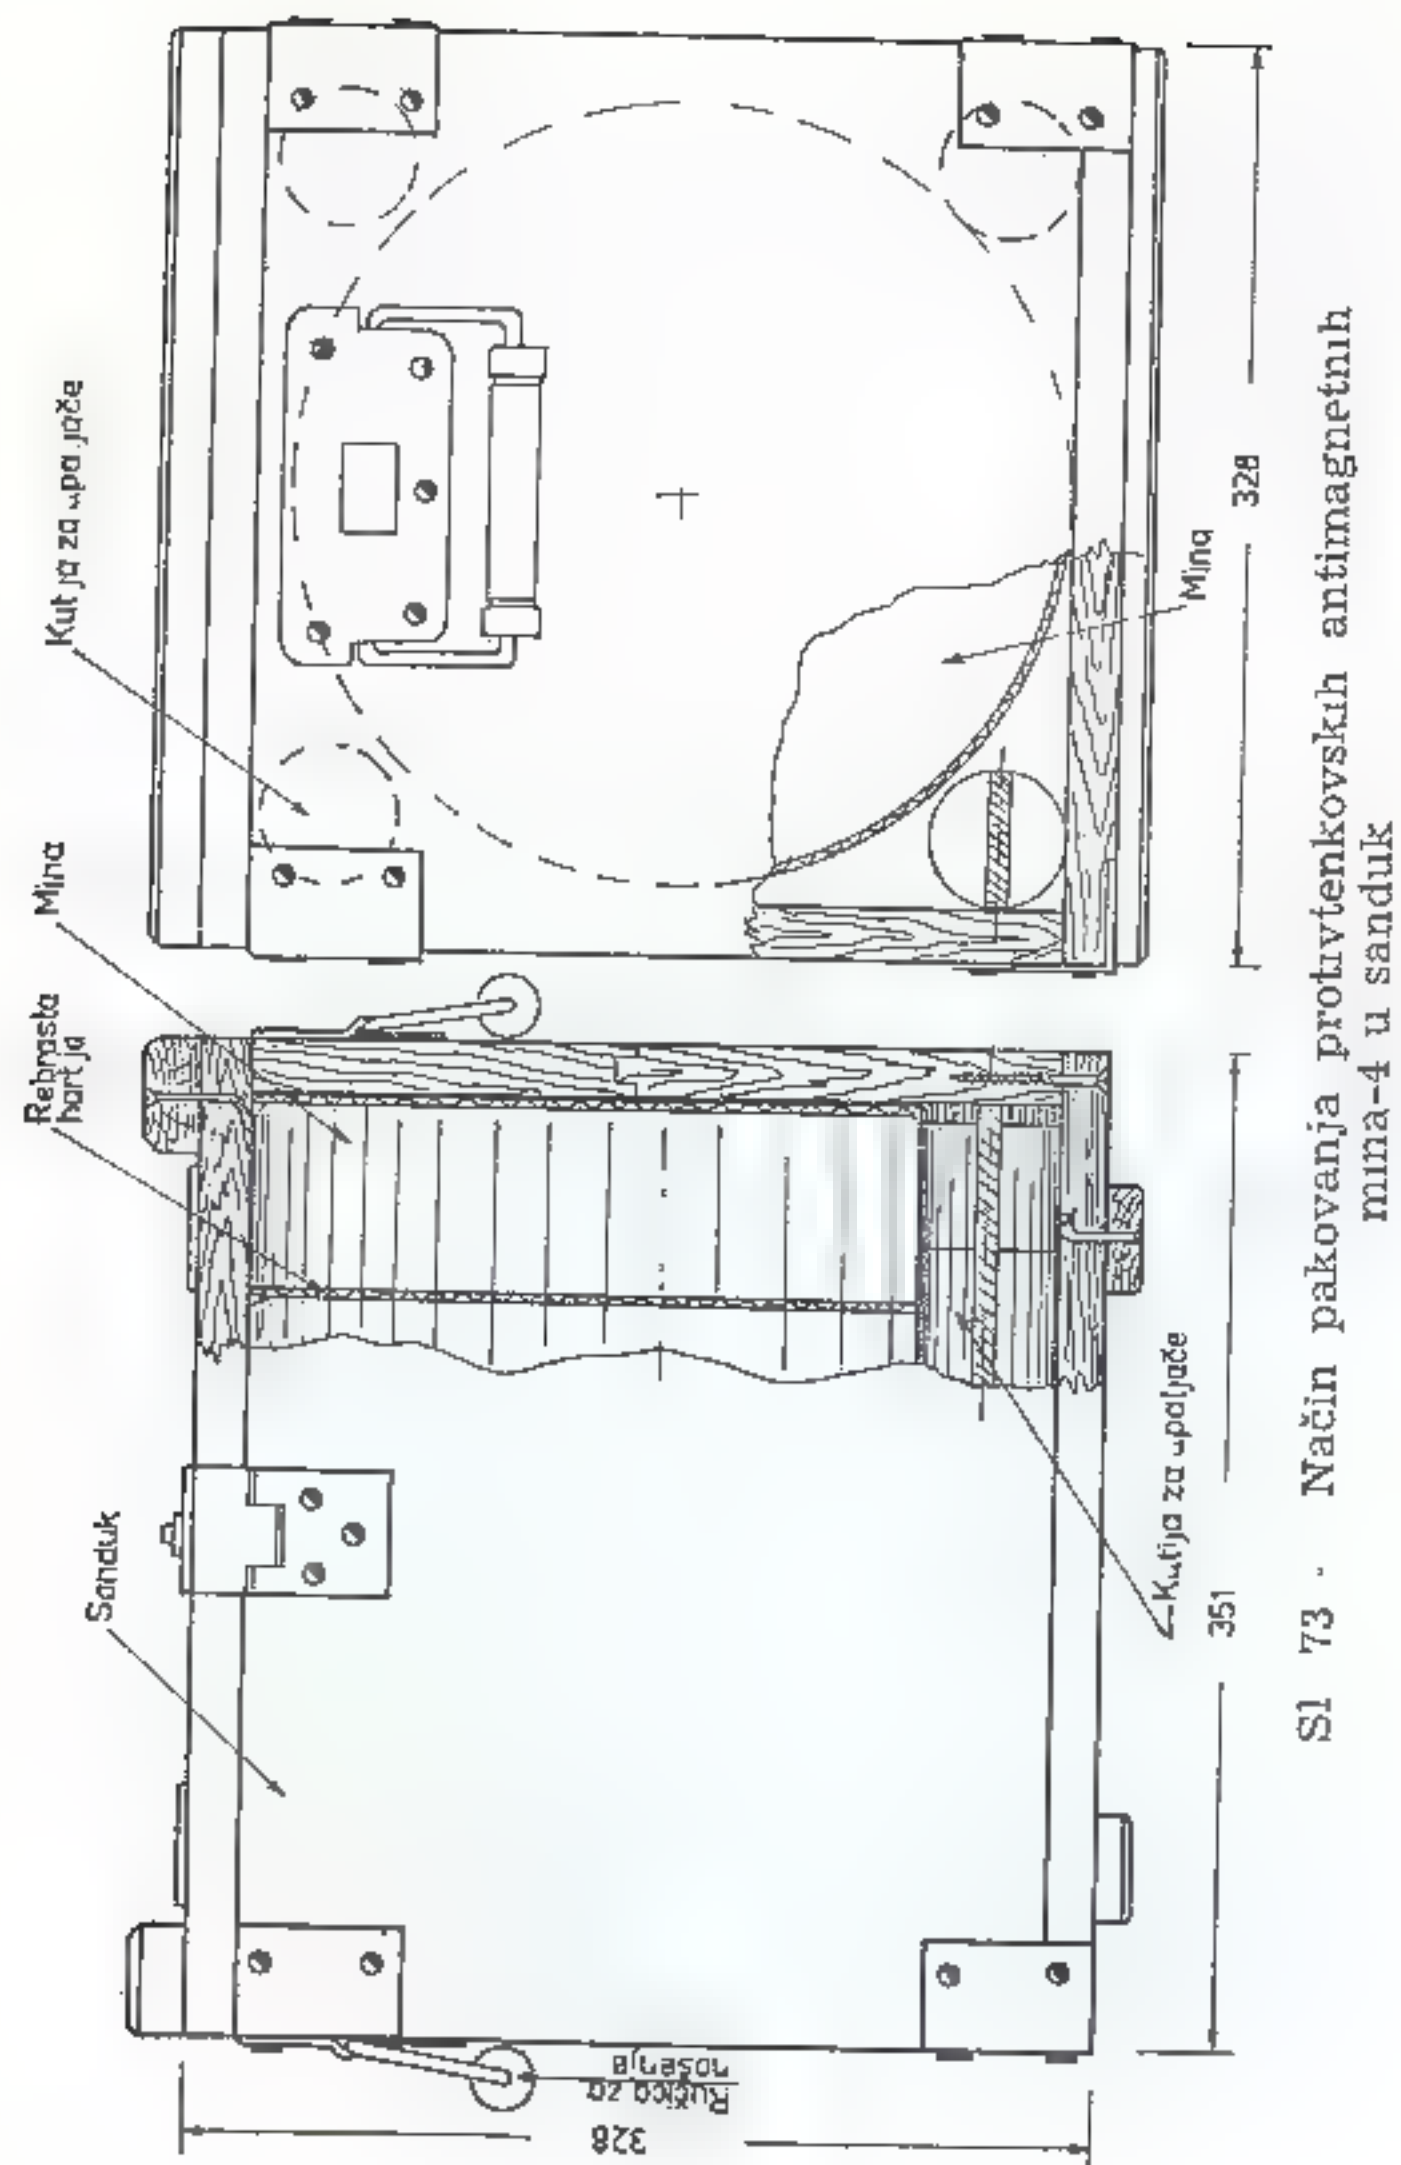 Sanduk
Rebrasta
hartija
Mina
Kutija za upaljače
Ručica za
nošenje
328
Kutija za upaljače
351
Mina
328
Sl 73 - Način pakovanja protivtenkovskih antimagnetnih
mina-4 u sanduk